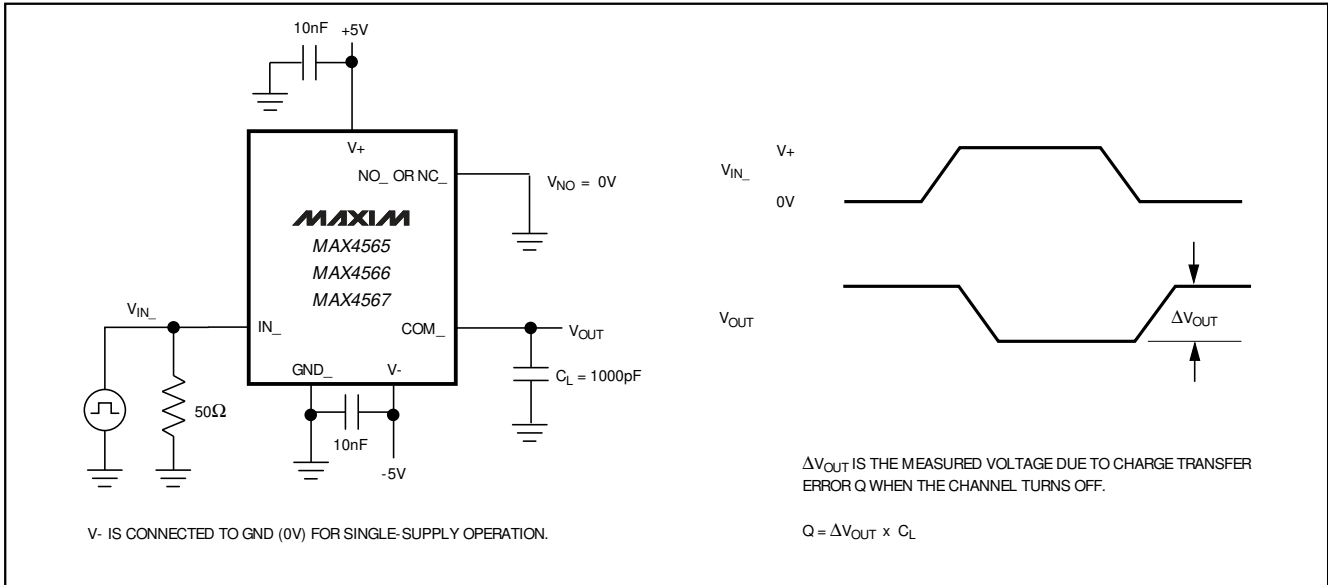 10nF
+5V
V+
NO_ OR NC_
V_NO = 0V
MAXIM
MAX4565
MAX4566
MAX4567
V_IN_
IN_
COM_
V_OUT
GND_
V-
C_L = 1000pF
50Ω
10nF
-5V
V- IS CONNECTED TO GND (0V) FOR SINGLE-SUPPLY OPERATION.
V+
V_IN_
0V
V_OUT
ΔV_OUT
ΔV_OUT IS THE MEASURED VOLTAGE DUE TO CHARGE TRANSFER
ERROR Q WHEN THE CHANNEL TURNS OFF.
Q = ΔV_OUT x C_L